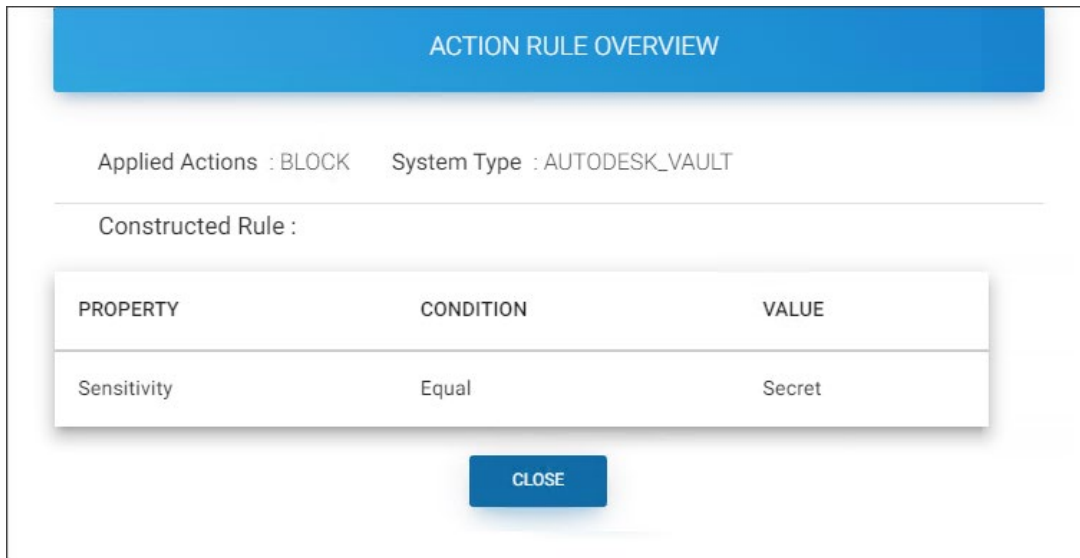 ACTION RULE OVERVIEW
Applied Actions : BLOCK System Type : AUTODESK_VAULT
Constructed Rule :
PROPERTY CONDITION VALUE
Sensitivity Equal Secret
CLOSE